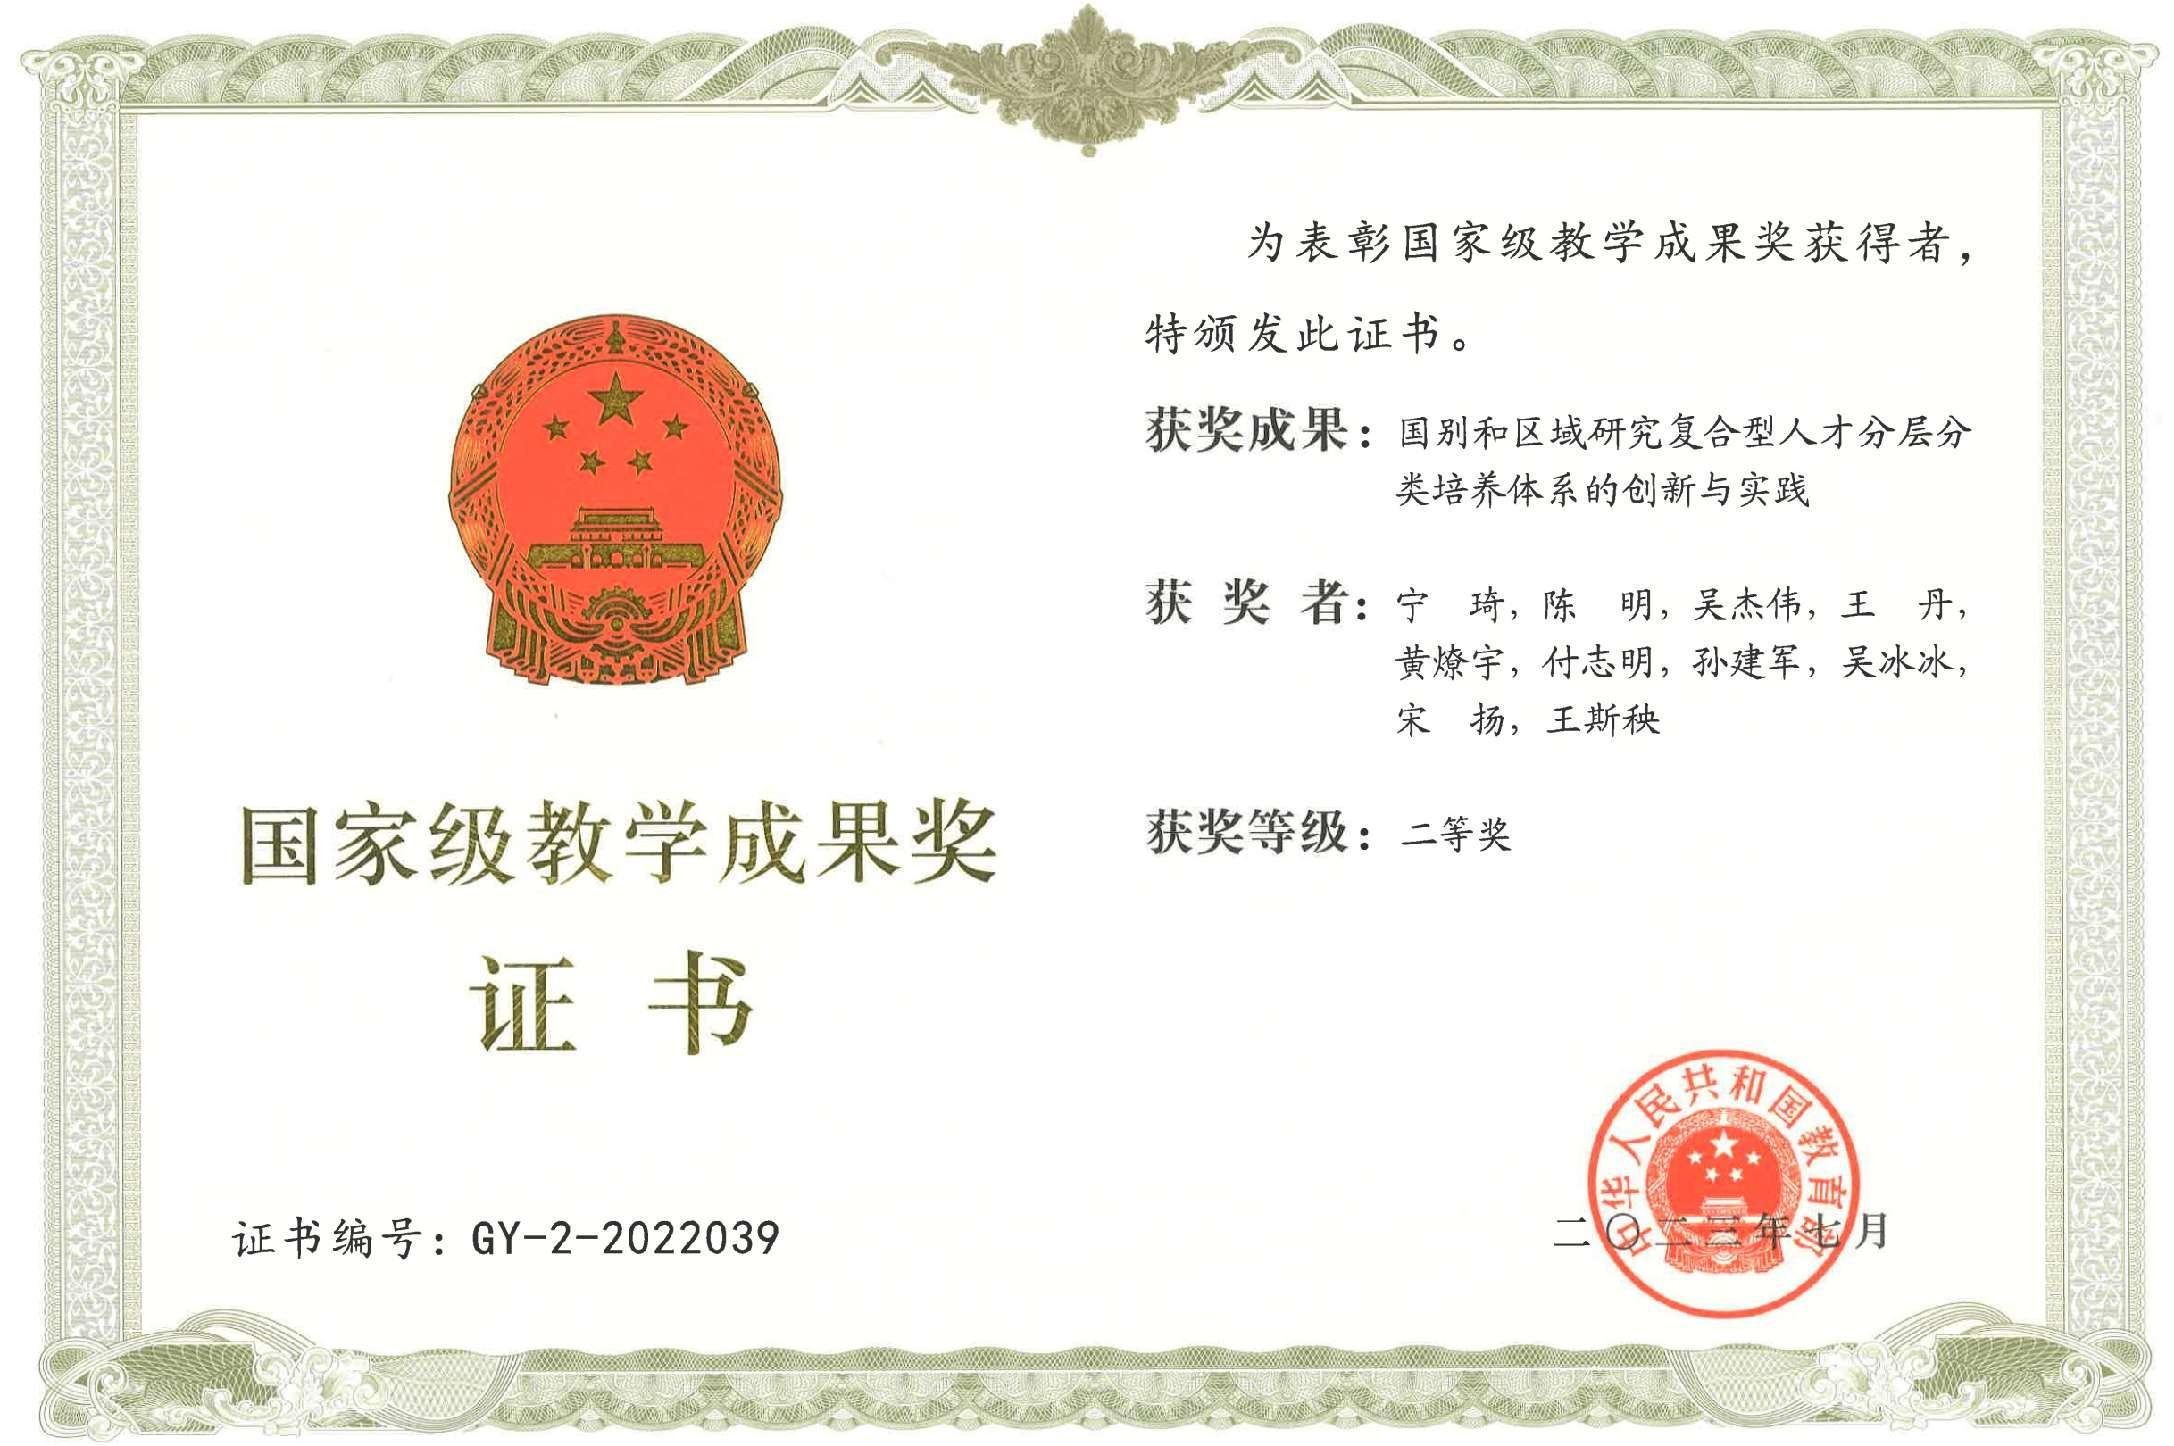 国家级教学成果奖
证 书
证书编号：GY-2-2022039
为表彰国家级教学成果奖获得者，
特颁发此证书。
获奖成果：国别和区域研究复合型人才分层分
类培养体系的创新与实践
获 奖 者：宁 琦，陈 明，吴杰伟，王 丹，
黄燎宇，付志明，孙建军，吴冰冰，
宋 扬，王斯秧
获奖等级：二等奖
中华人民共和国教育部
二〇二三年七月